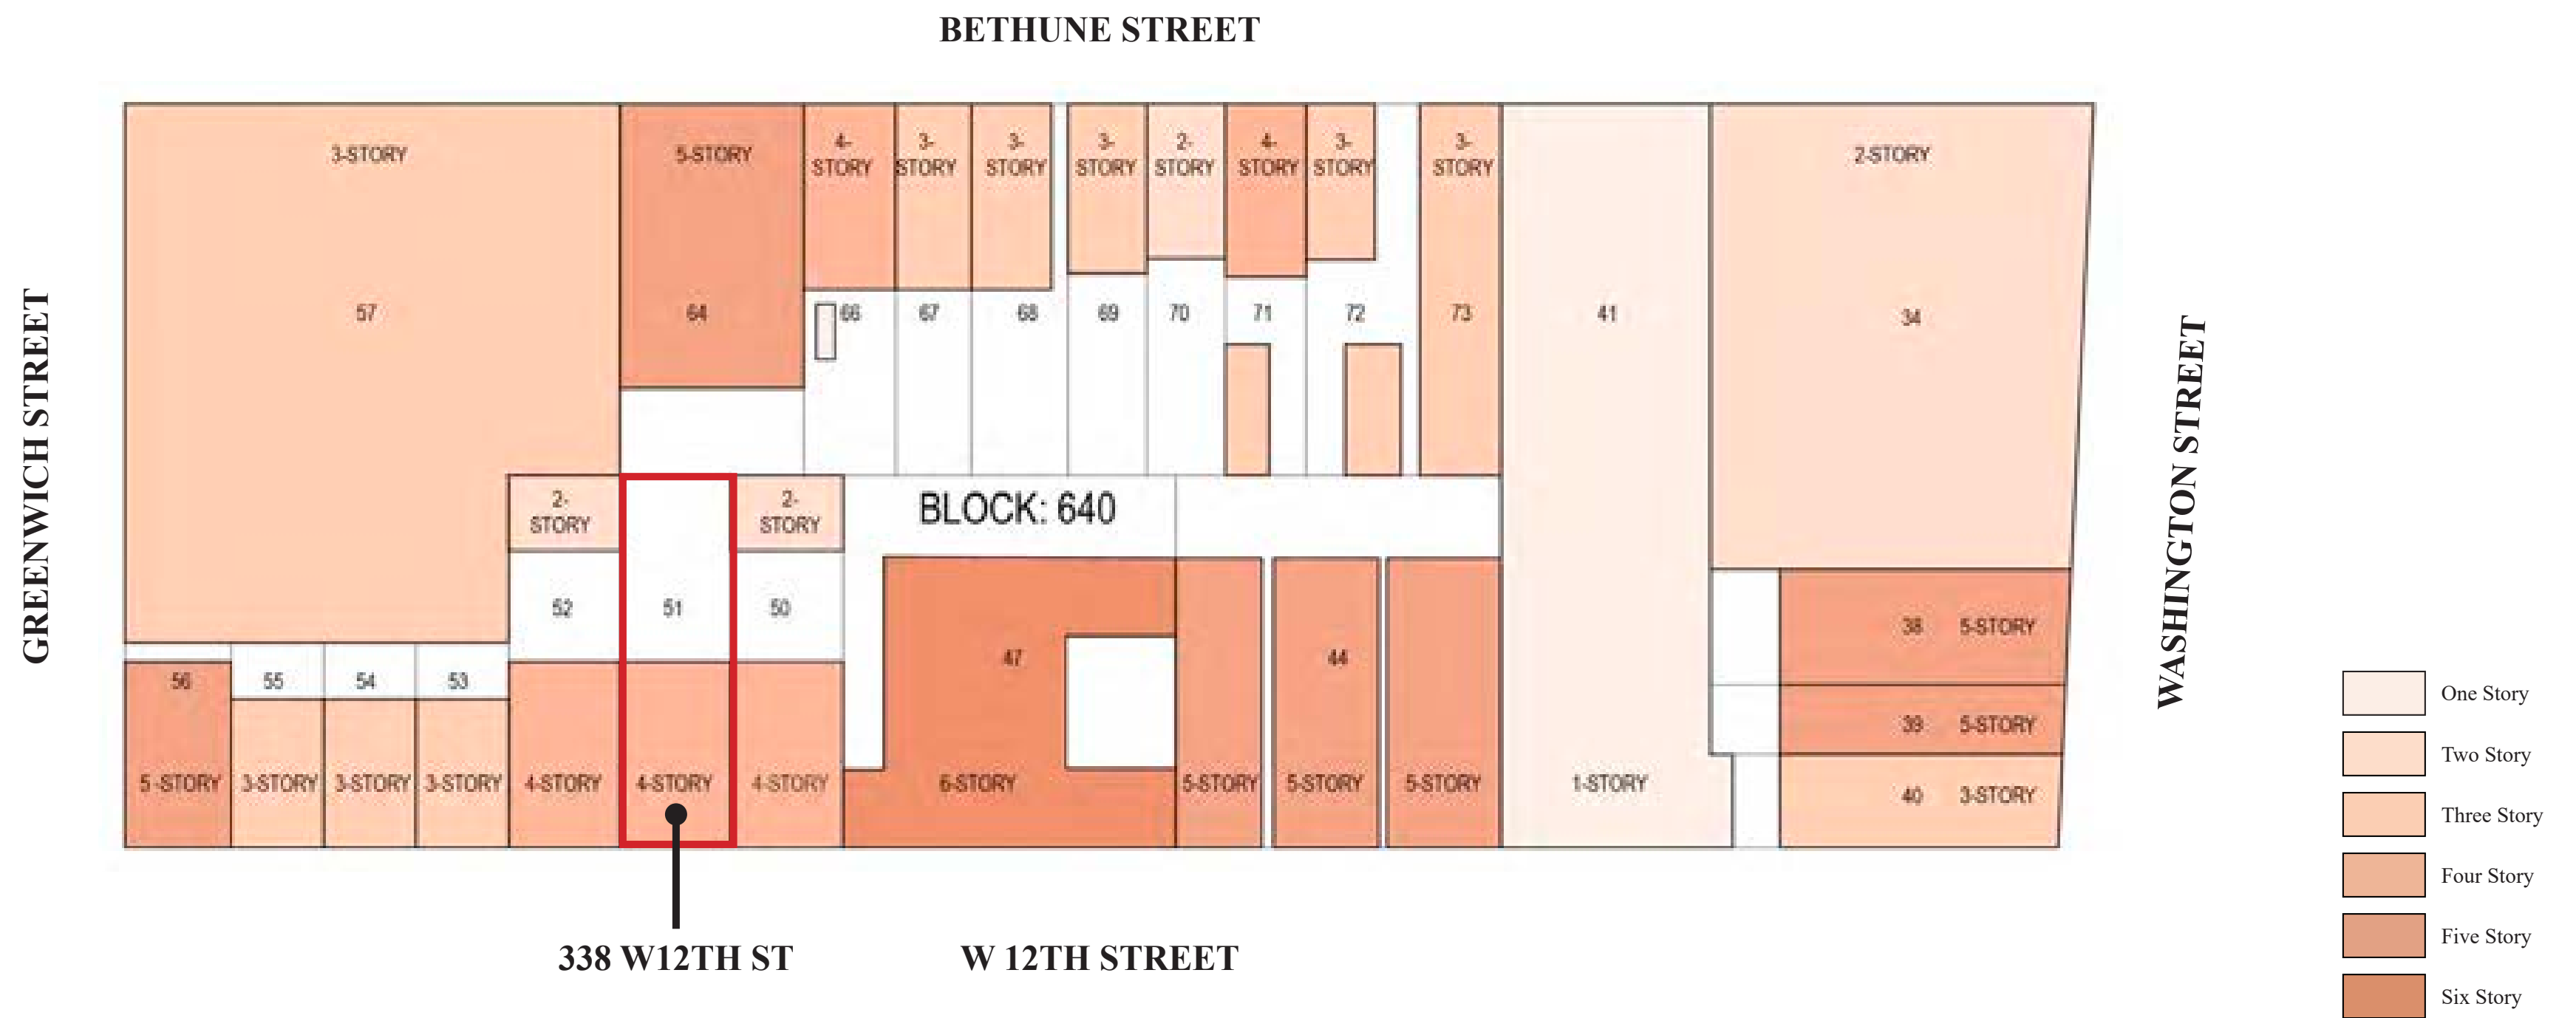 BETHUNE STREET
GREENWICH STREET
WASHINGTON STREET
3-STORY
5-STORY
4-
STORY
3-
STORY
3-
STORY
3-
STORY
2-
STORY
4-
STORY
3-
STORY
3-
STORY
2-STORY
57
64
66
67
68
69
70
71
72
73
41
34
2-
STORY
2-
STORY
BLOCK: 640
52
51
50
47
44
38 5-STORY
56
55
54
53
39 5-STORY
5-STORY
3-STORY
3-STORY
3-STORY
4-STORY
4-STORY
4-STORY
6-STORY
5-STORY
5-STORY
5-STORY
1-STORY
40 3-STORY
338 W12TH ST
W 12TH STREET
One Story
Two Story
Three Story
Four Story
Five Story
Six Story